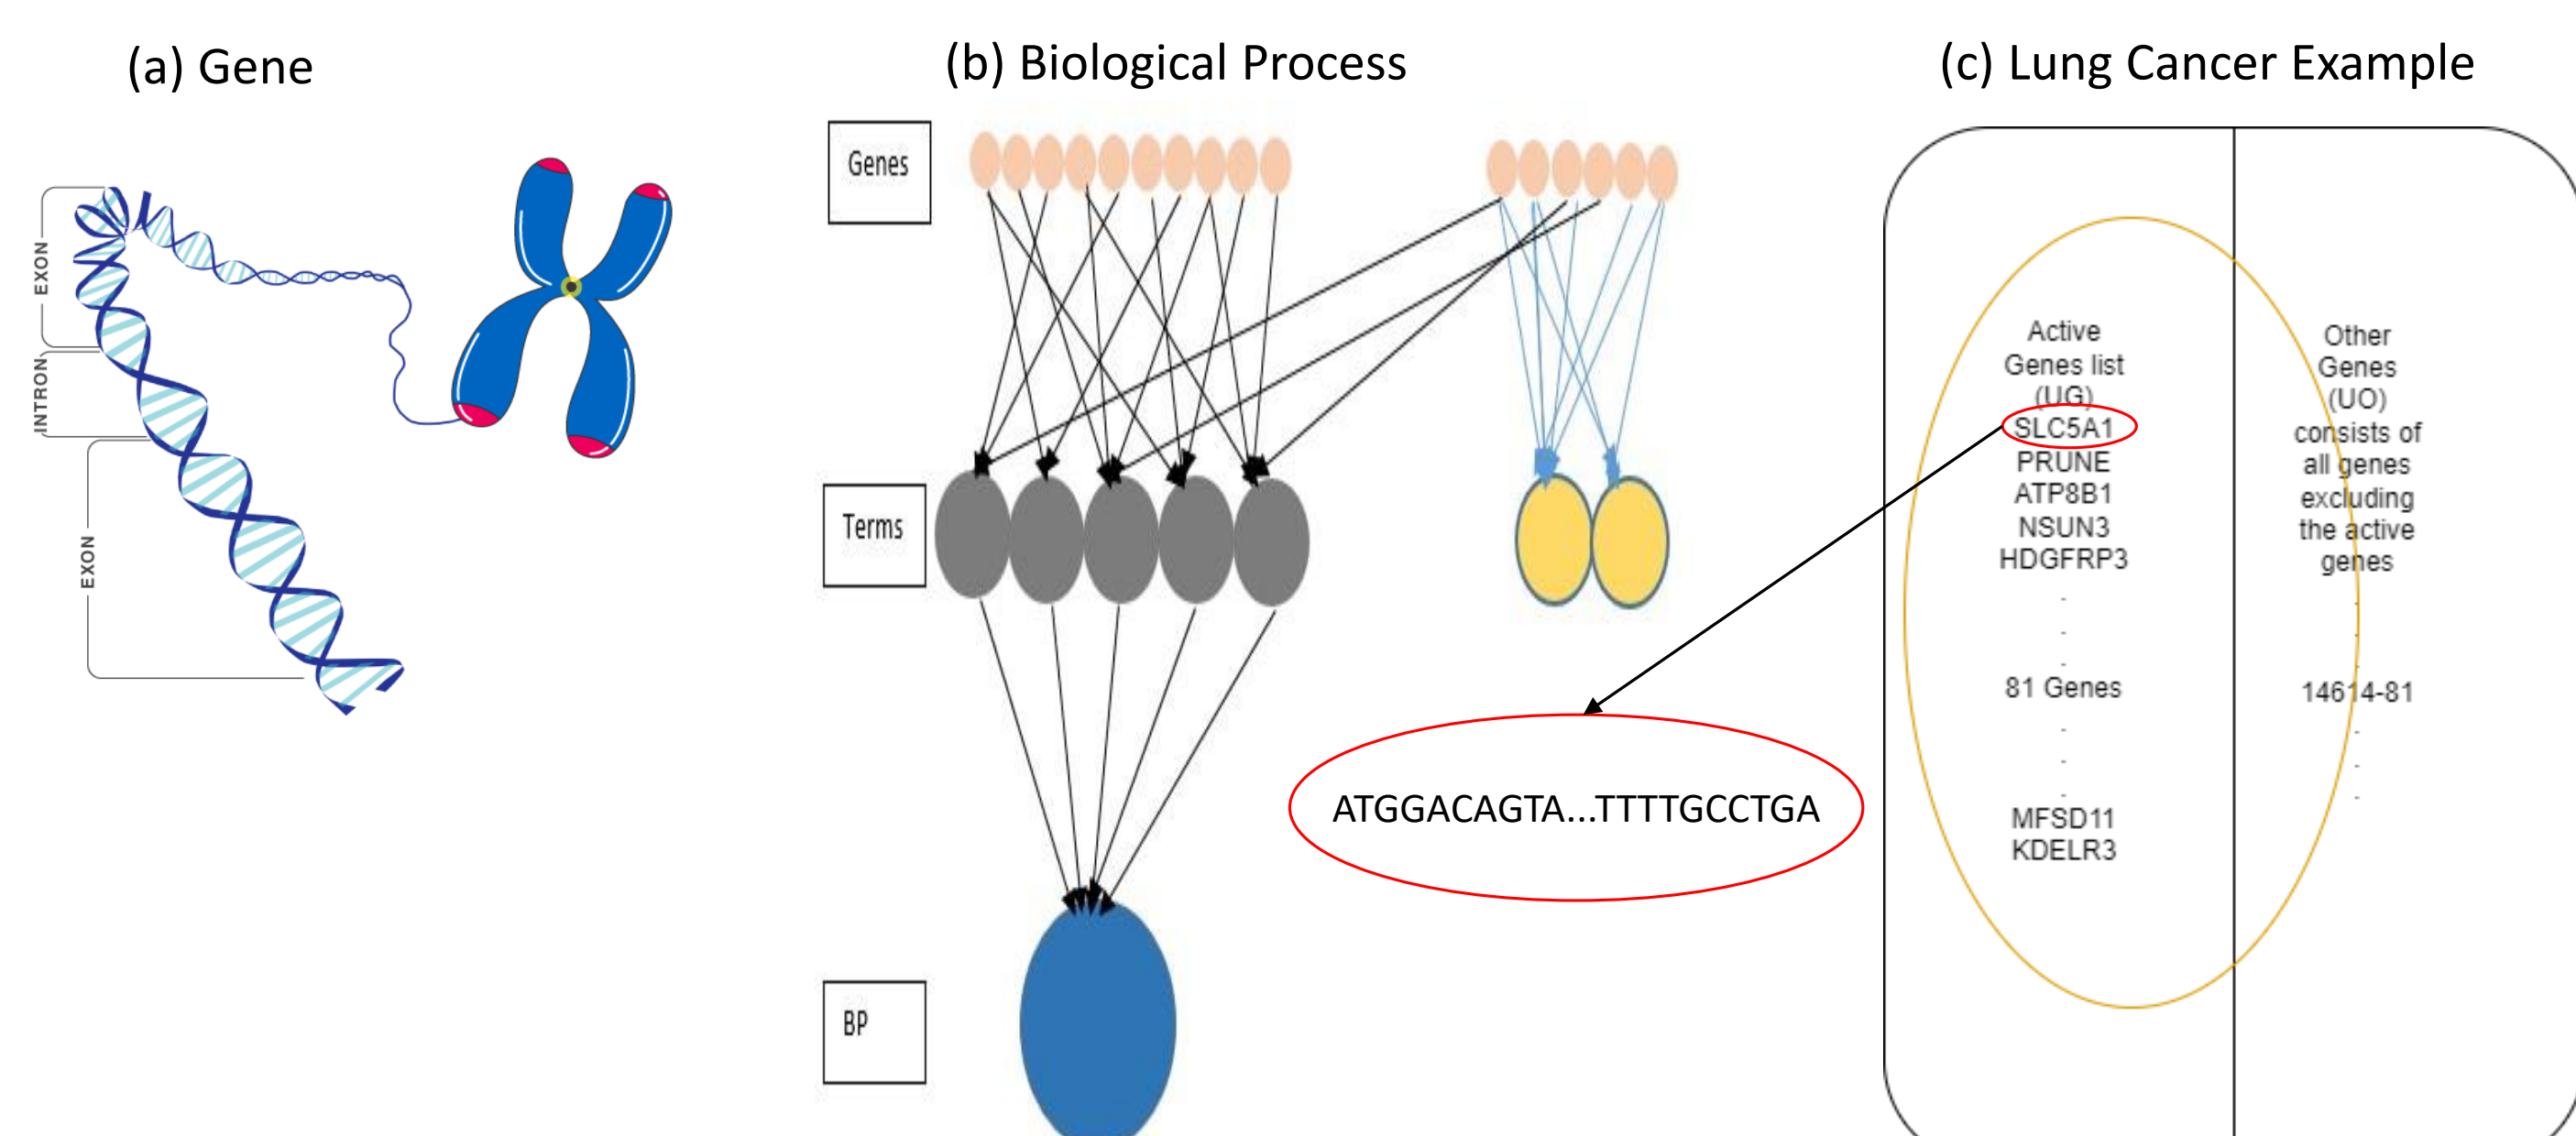 (a) Gene
EXON
INTRON
EXON
(b) Biological Process
Genes
Terms
BP
ATGGACAGTA...TTTTGCCTGA
(c) Lung Cancer Example
Active
Genes list
(UG)
SLC5A1
PRUNE
ATP8B1
NSUN3
HDGFRP3
.
.
.
81 Genes
.
.
.
MFSD11
KDELR3
Other
Genes
(UO)
consists of
all genes
excluding
the active
genes
.
.
.
14614-81
.
.
.